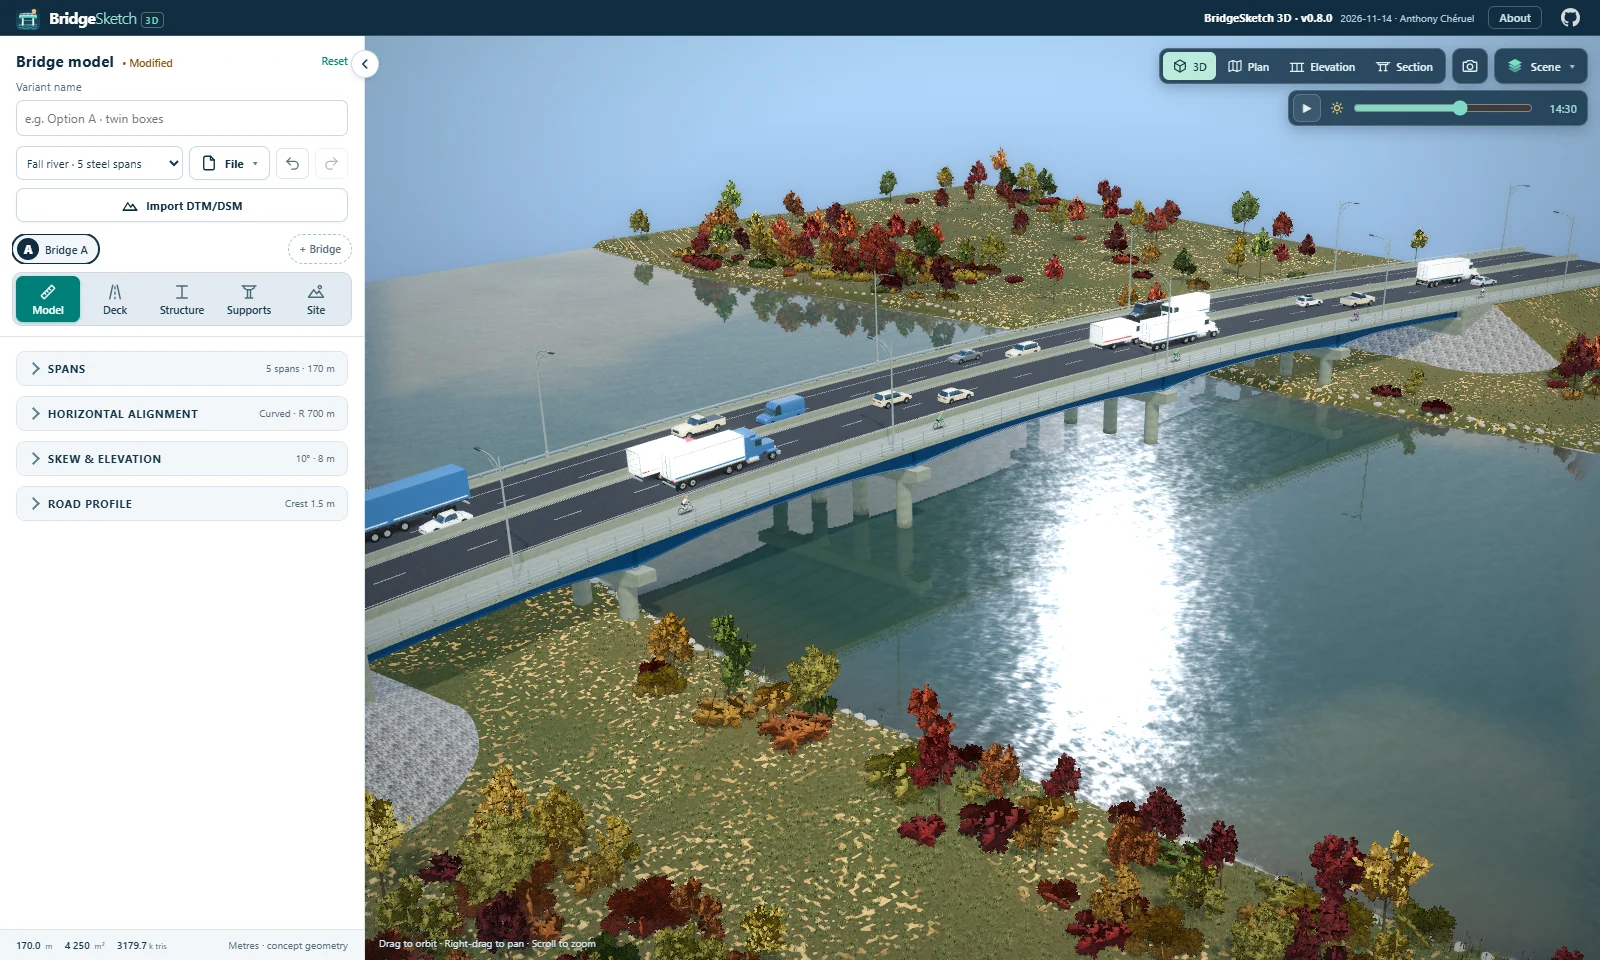 BridgeSketch 3D
BridgeSketch 3D · v0.8.0 2026-11-14 · Anthony Chéruel About
Bridge model • Modified Reset
Variant name
e.g. Option A · twin boxes
Fall river · 5 steel spans File
Import DTM/DSM
A Bridge A + Bridge
Model Deck Structure Supports Site
SPANS 5 spans · 170 m
HORIZONTAL ALIGNMENT Curved · R 700 m
SKEW & ELEVATION 10° · 8 m
ROAD PROFILE Crest 1.5 m
170.0 m 4 250 m² 3179.7 k tris Metres · concept geometry
3D Plan Elevation Section Scene
14:30
Drag to orbit · Right-drag to pan · Scroll to zoom